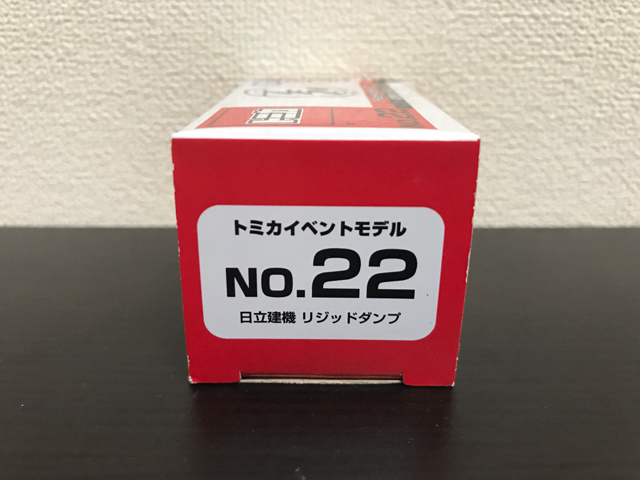 トミカイベントモデル
NO.22
日立建機 リジッドダンプ